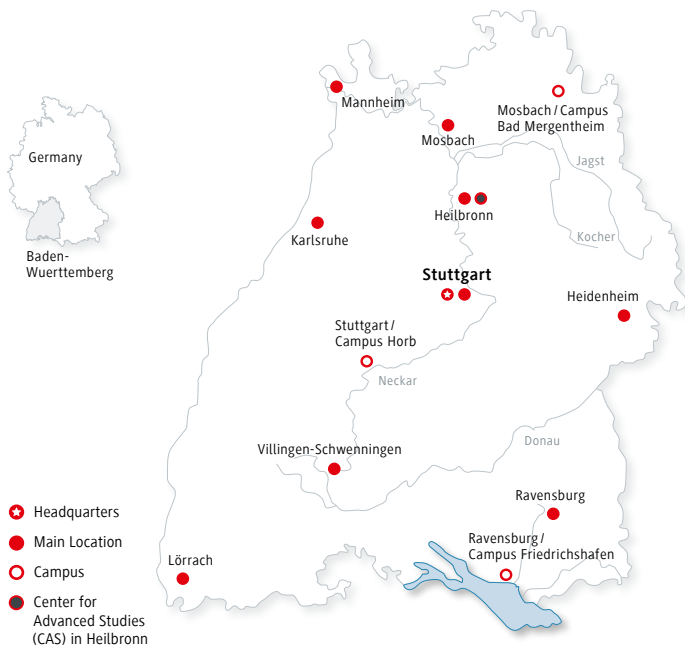 Mannheim
Mosbach / Campus
Bad Mergentheim
Mosbach
Germany
Jagst
Heilbronn
Kocher
Karlsruhe
Baden-
Wuerttemberg
Stuttgart
Heidenheim
Stuttgart /
Campus Horb
Neckar
Donau
Villingen-Schwenningen
Ravensburg
Ravensburg /
Campus Friedrichshafen
Lörrach
Headquarters
Main Location
Campus
Center for
Advanced Studies
(CAS) in Heilbronn